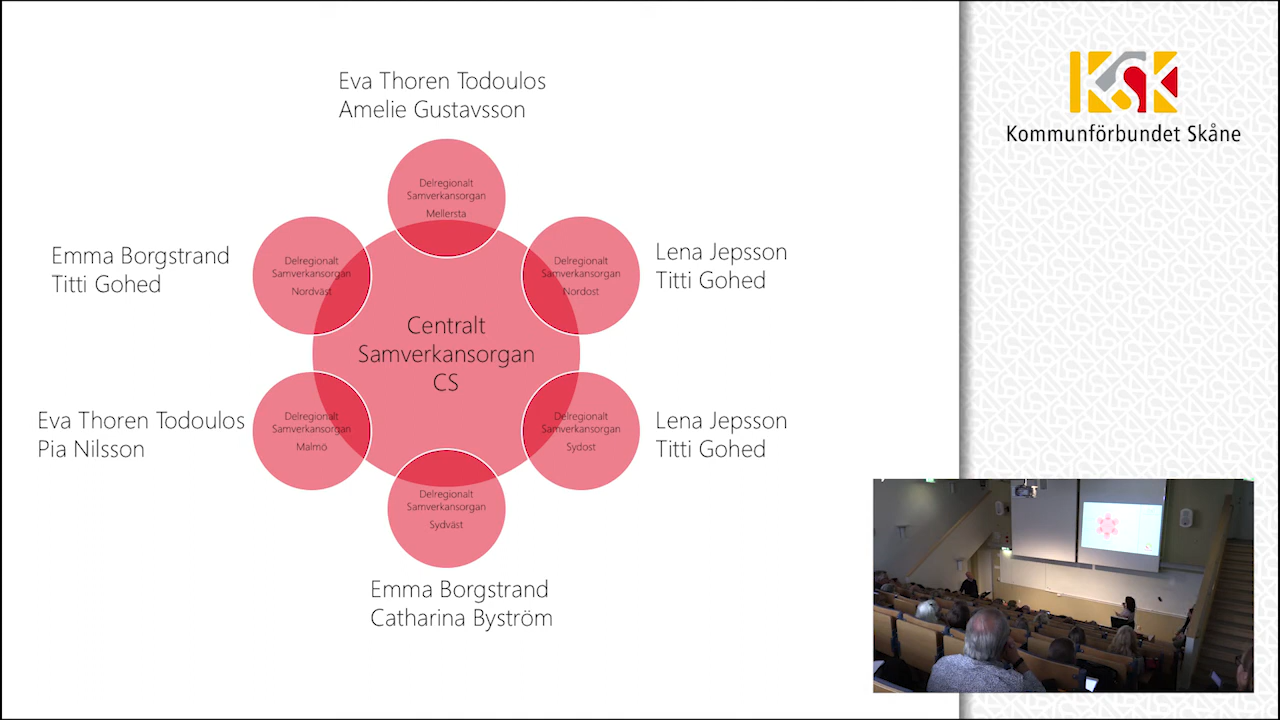 Eva Thoren Todoulos
Amelie Gustavsson
Delregionalt
Samverkansorgan
Mellersta
Emma Borgstrand
Titti Gohed
Delregionalt
Samverkansorgan
Nordväst
Delregionalt
Samverkansorgan
Nordost
Lena Jepsson
Titti Gohed
Centralt
Samverkansorgan
CS
Eva Thoren Todoulos
Pia Nilsson
Delregionalt
Samverkansorgan
Malmö
Delregionalt
Samverkansorgan
Sydost
Lena Jepsson
Titti Gohed
Delregionalt
Samverkansorgan
Sydväst
Emma Borgstrand
Catharina Byström
KSK
Kommunförbundet Skåne